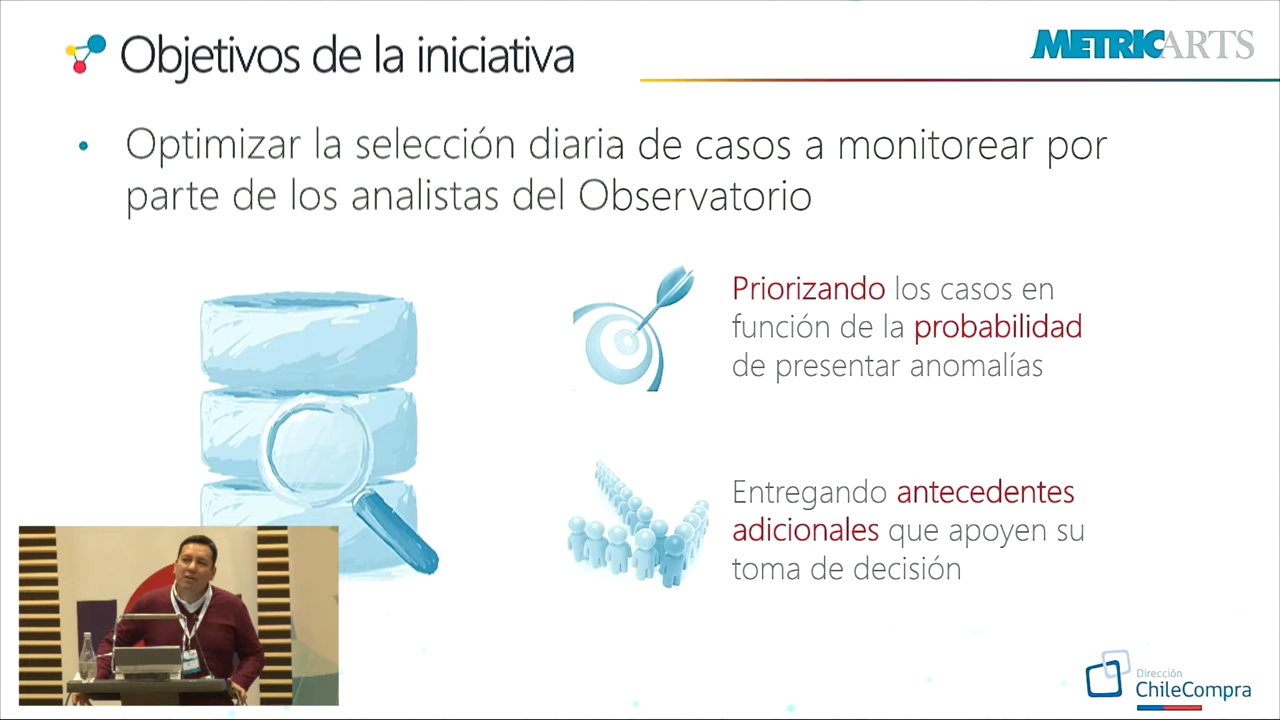 Objetivos de la iniciativa
METRICARTS
• Optimizar la selección diaria de casos a monitorear por
parte de los analistas del Observatorio
Priorizando los casos en
función de la probabilidad
de presentar anomalías
Entregando antecedentes
adicionales que apoyen su
toma de decisión
Dirección
ChileCompra